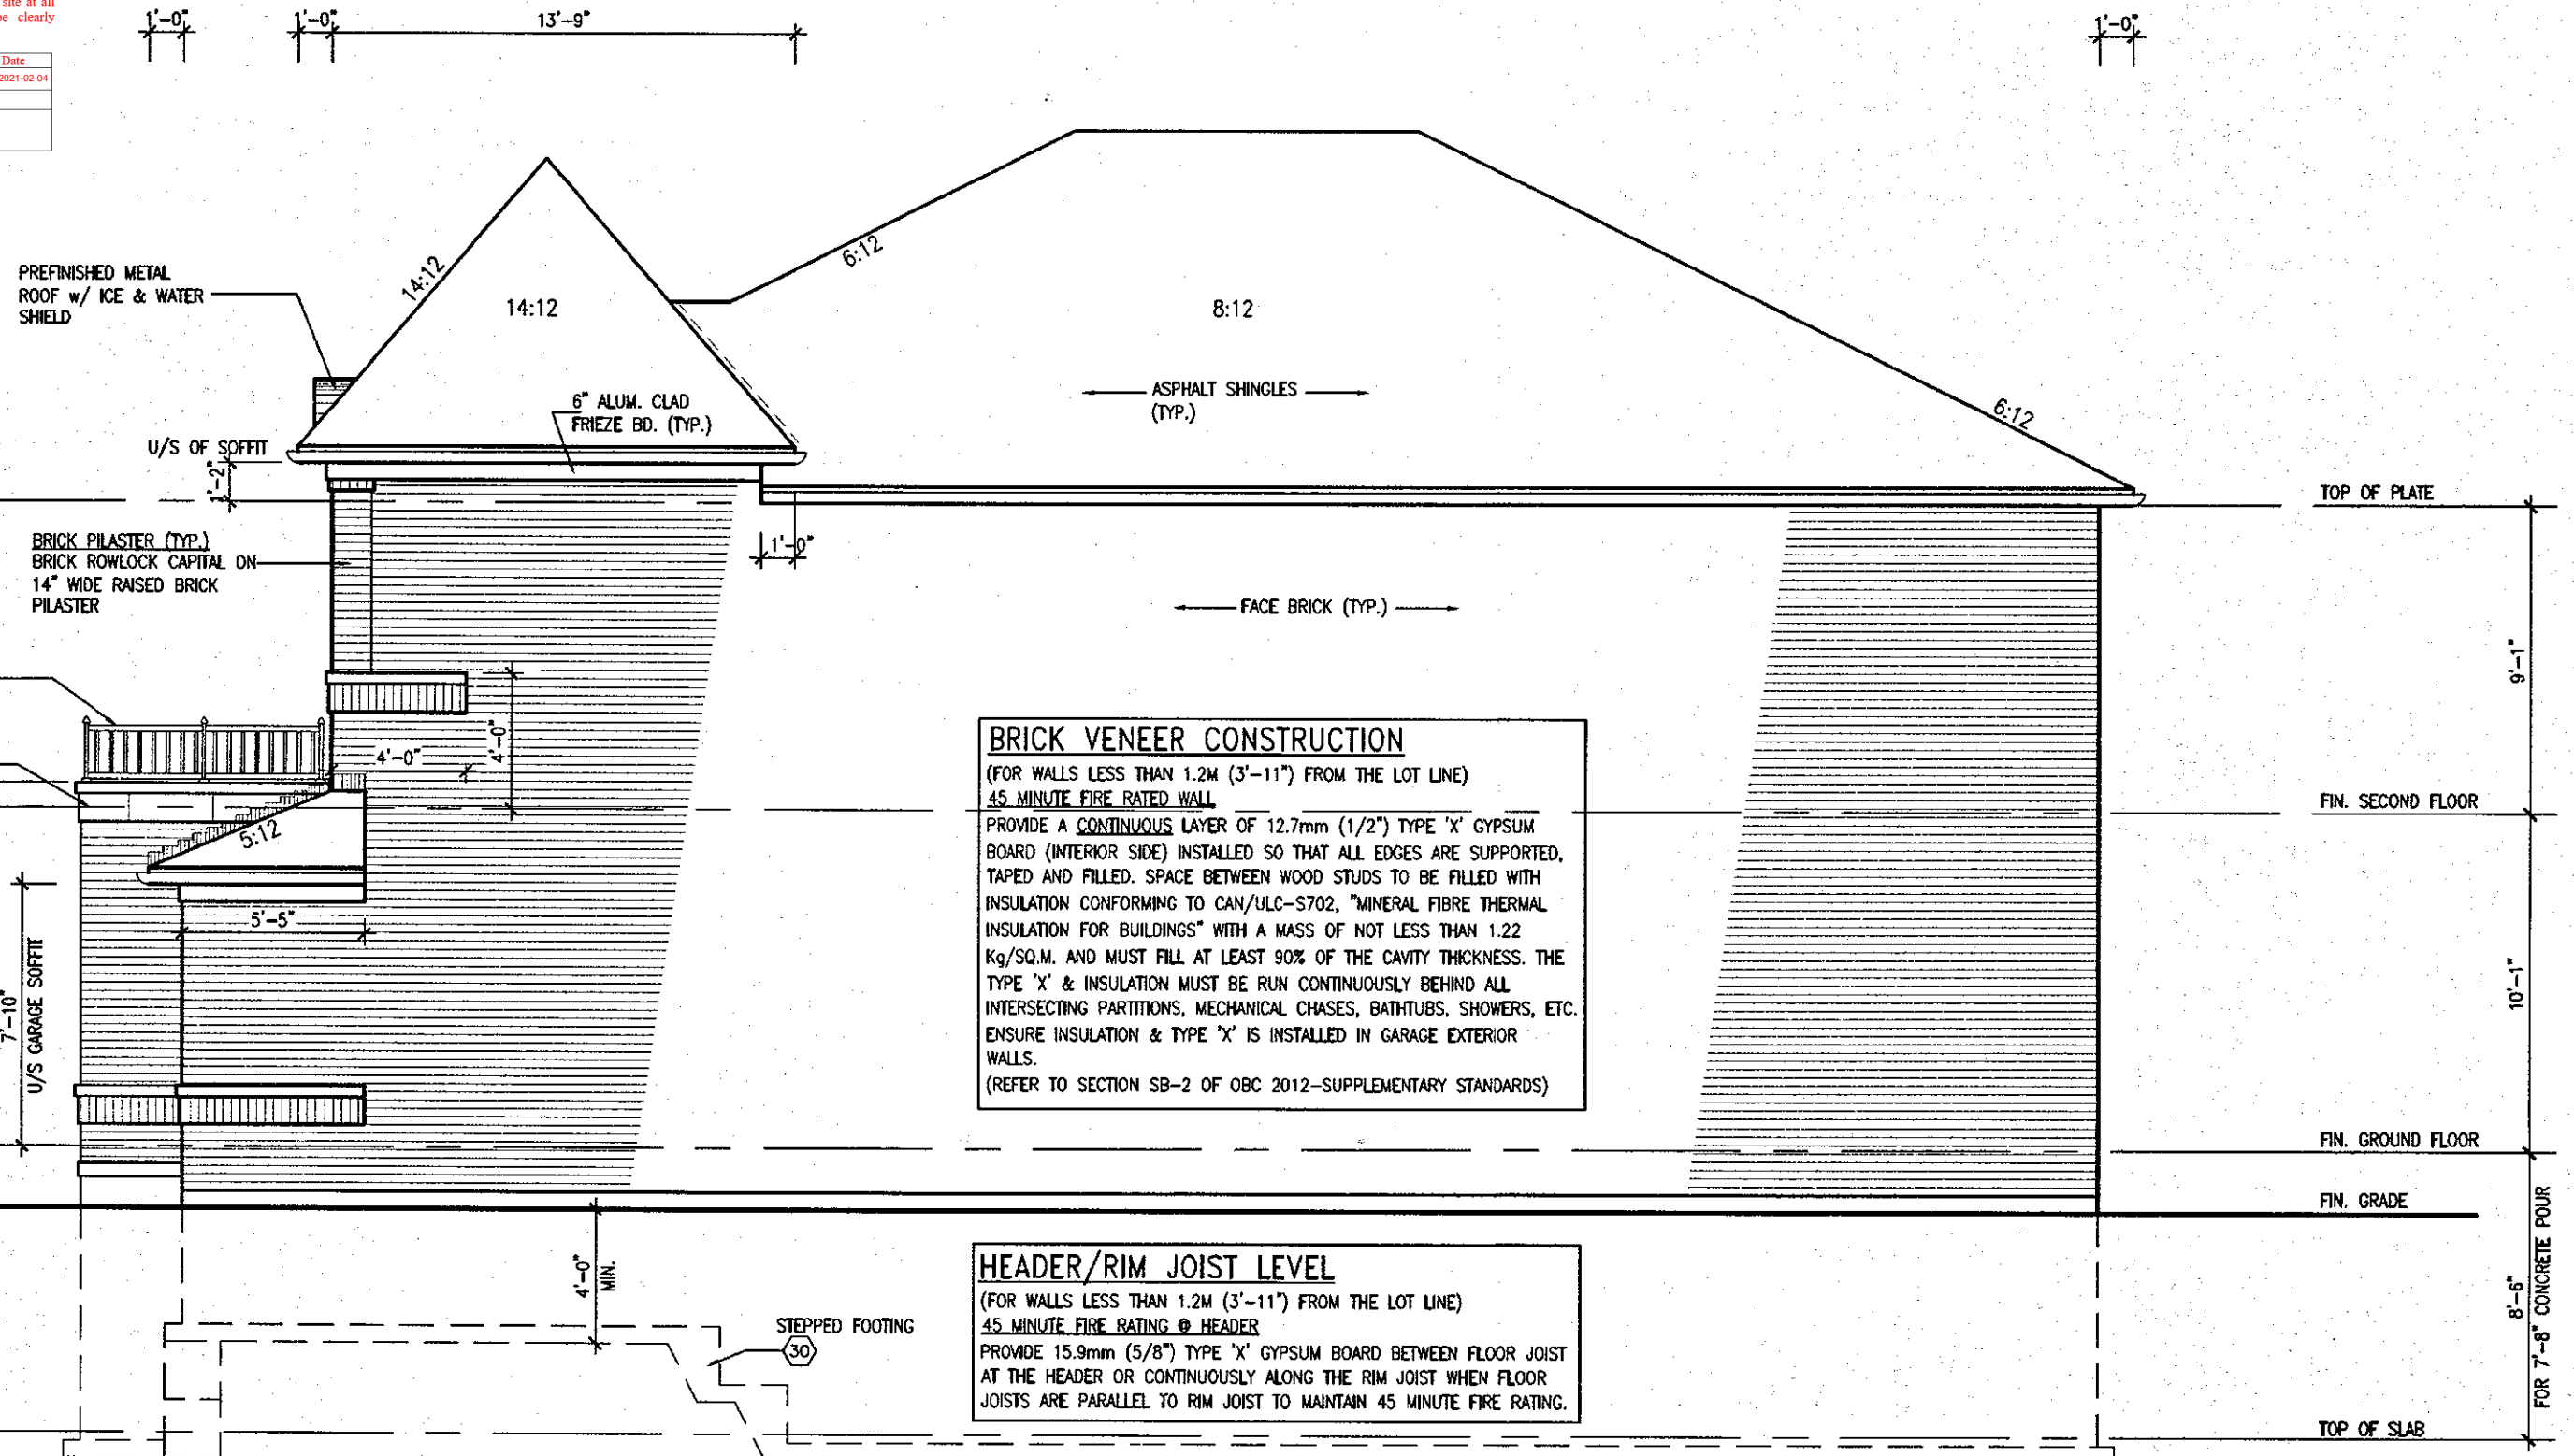 site at all
be clearly
Date
2021-02-04
1'-0"
1'-0"
13'-9"
1'-0"
PREFINISHED METAL
ROOF w/ ICE & WATER
SHIELD
14:12
14:12
6:12
8:12
6:12
ASPHALT SHINGLES
(TYP.)
6" ALUM. CLAD
FRIEZE BD. (TYP.)
U/S OF SOFFIT
1'-2"
TOP OF PLATE
BRICK PILASTER (TYP.)
BRICK ROWLOCK CAPITAL ON
14" WIDE RAISED BRICK
PILASTER
1'-0"
FACE BRICK (TYP.)
9'-1"
4'-0"
4'-0"
5:12
5'-5"
7'-10"
U/S GARAGE SOFFIT
BRICK VENEER CONSTRUCTION
(FOR WALLS LESS THAN 1.2M (3'-11") FROM THE LOT LINE)
45 MINUTE FIRE RATED WALL
PROVIDE A CONTINUOUS LAYER OF 12.7mm (1/2") TYPE 'X' GYPSUM
BOARD (INTERIOR SIDE) INSTALLED SO THAT ALL EDGES ARE SUPPORTED,
TAPED AND FILLED. SPACE BETWEEN WOOD STUDS TO BE FILLED WITH
INSULATION CONFORMING TO CAN/ULC-S702, "MINERAL FIBRE THERMAL
INSULATION FOR BUILDINGS" WITH A MASS OF NOT LESS THAN 1.22
Kg/SQ.M. AND MUST FILL AT LEAST 90% OF THE CAVITY THICKNESS. THE
TYPE 'X' & INSULATION MUST BE RUN CONTINUOUSLY BEHIND ALL
INTERSECTING PARTITIONS, MECHANICAL CHASES, BATHTUBS, SHOWERS, ETC.
ENSURE INSULATION & TYPE 'X' IS INSTALLED IN GARAGE EXTERIOR
WALLS.
(REFER TO SECTION SB-2 OF OBC 2012-SUPPLEMENTARY STANDARDS)
FIN. SECOND FLOOR
10'-1"
FIN. GROUND FLOOR
FIN. GRADE
4'-0"
MIN.
STEPPED FOOTING
30
HEADER/RIM JOIST LEVEL
(FOR WALLS LESS THAN 1.2M (3'-11") FROM THE LOT LINE)
45 MINUTE FIRE RATING @ HEADER
PROVIDE 15.9mm (5/8") TYPE 'X' GYPSUM BOARD BETWEEN FLOOR JOIST
AT THE HEADER OR CONTINUOUSLY ALONG THE RIM JOIST WHEN FLOOR
JOISTS ARE PARALLEL TO RIM JOIST TO MAINTAIN 45 MINUTE FIRE RATING.
8'-6"
FOR 7'-8" CONCRETE POUR
TOP OF SLAB